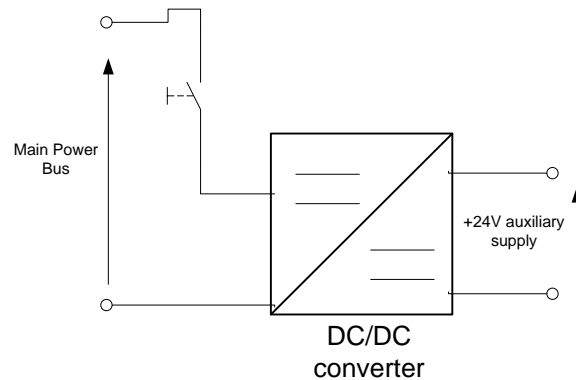 Main Power
Bus
+24V auxiliary
supply
DC/DC
converter